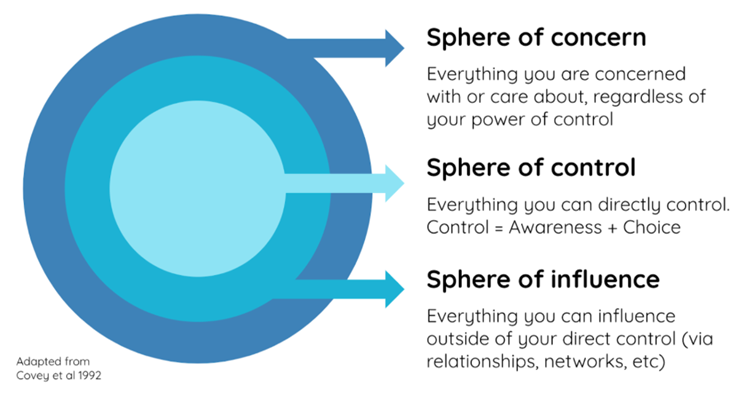 Sphere of concern
Everything you are concerned
with or care about, regardless of
your power of control
Sphere of control
Everything you can directly control.
Control = Awareness + Choice
Sphere of influence
Everything you can influence
outside of your direct control (via
relationships, networks, etc)
Adapted from
Covey et al 1992